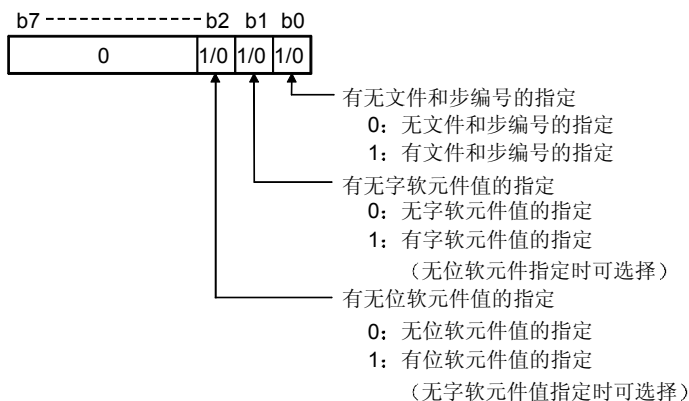 b7 b2 b1 b0
0 1/0 1/0 1/0
有无文件和步编号的指定
0：无文件和步编号的指定
1：有文件和步编号的指定
有无字软元件值的指定
0：无字软元件值的指定
1：有字软元件值的指定
（无位软元件指定时可选择）
有无位软元件值的指定
0：无位软元件值的指定
1：有位软元件值的指定
（无字软元件值指定时可选择）